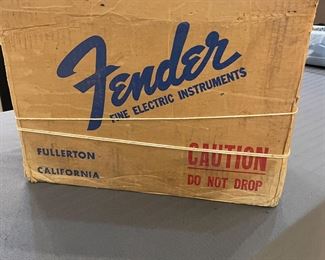 Fender
FINE ELECTRIC INSTRUMENTS
FULLERTON
CALIFORNIA
CAUTION
DO NOT DROP